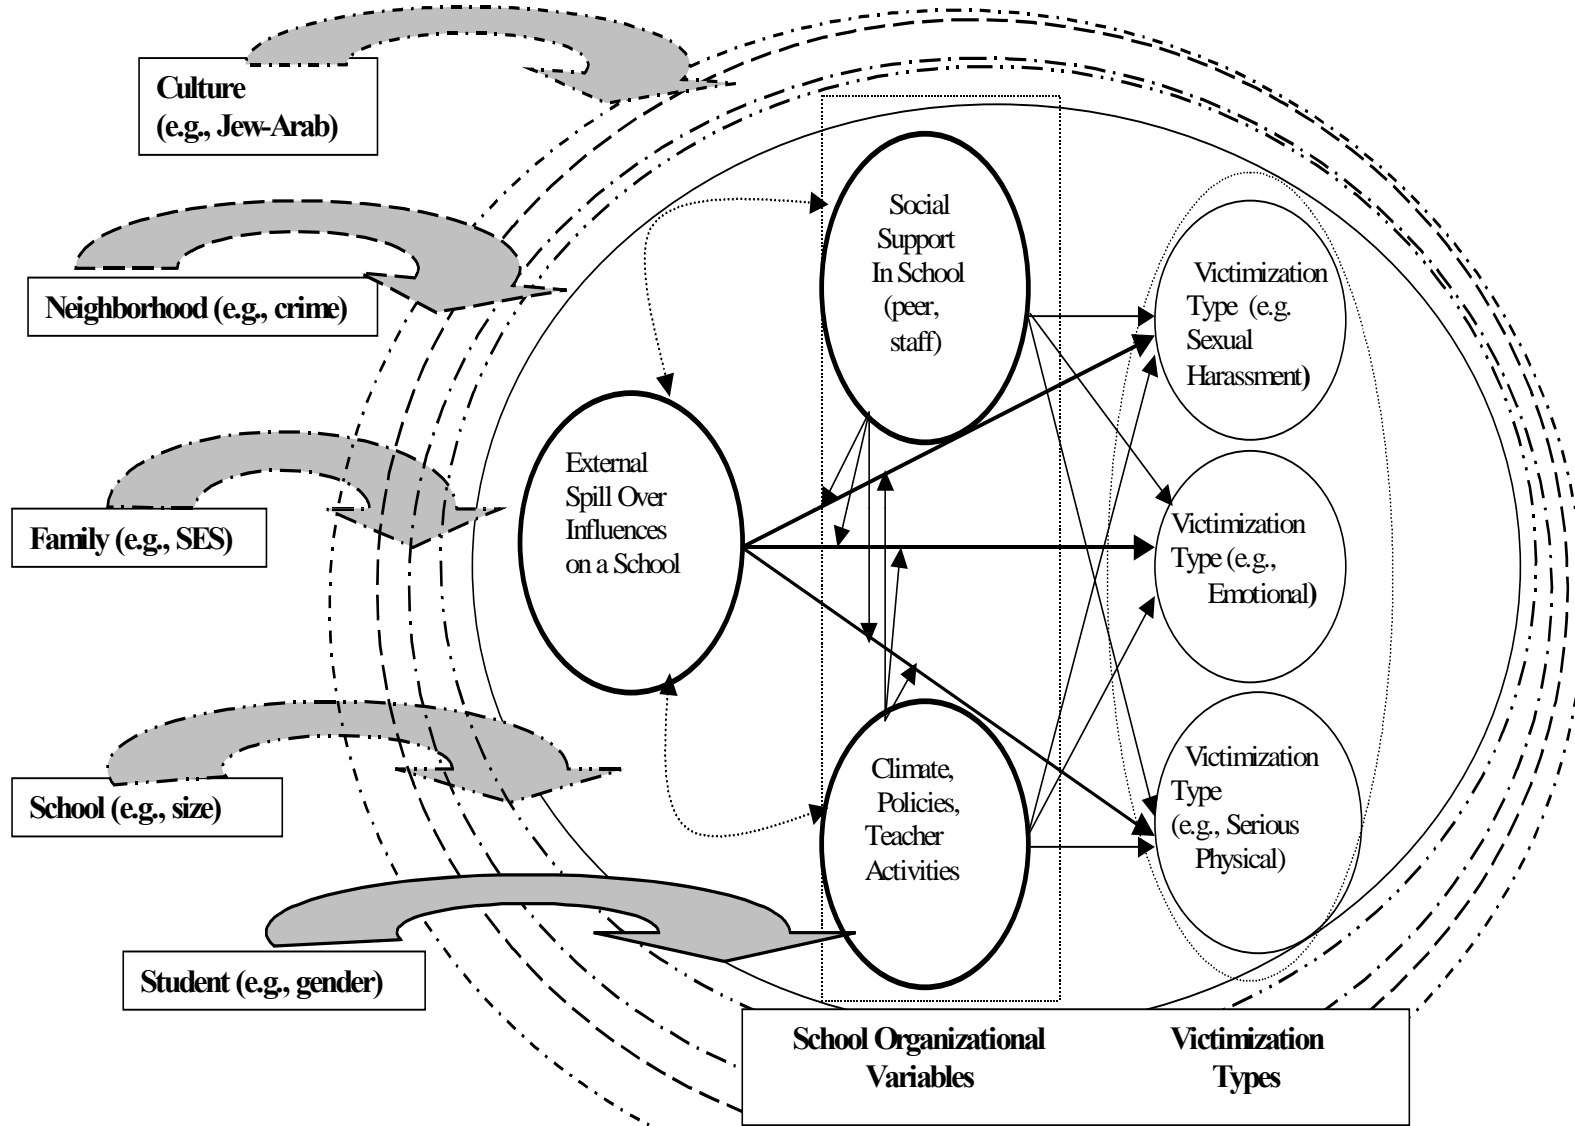 Culture
(e.g., Jew-Arab)
Neighborhood (e.g., crime)
Family (e.g., SES)
School (e.g., size)
Student (e.g., gender)
External
Spill Over
Influences
on a School
Social
Support
In School
(peer,
staff)
Climate,
Policies,
Teacher
Activities
Victimization
Type (e.g.
Sexual
Harassment)
Victimization
Type (e.g.,
Emotional)
Victimization
Type
(e.g., Serious
Physical)
School Organizational
Variables
Victimization
Types